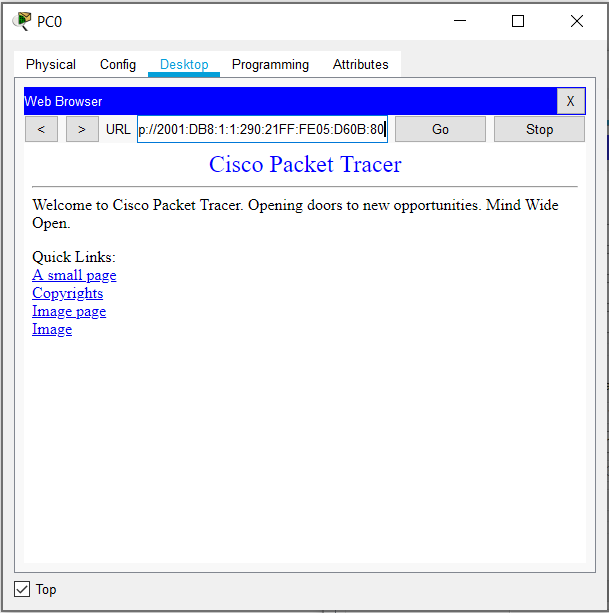 PC0
Physical Config Desktop Programming Attributes
Web Browser X
< > URL p://2001:DB8:1:1:290:21FF:FE05:D60B:80 Go Stop
Cisco Packet Tracer
Welcome to Cisco Packet Tracer. Opening doors to new opportunities. Mind Wide
Open.
Quick Links:
A small page
Copyrights
Image page
Image
Top